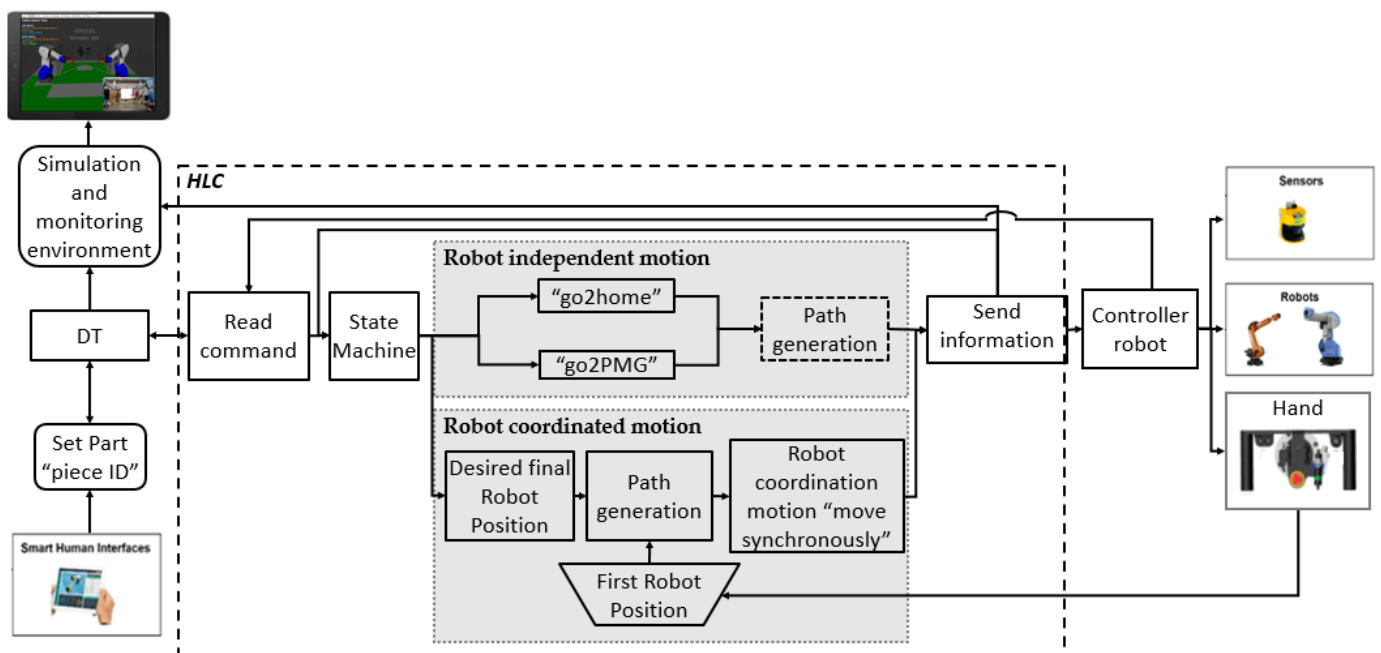 Simulation
and
monitoring
environment
DT
Set Part
“piece ID”
Smart Human Interfaces
HLC
Read
command
State
Machine
Robot independent motion
“go2home”
“go2PMG”
Path
generation
Robot coordinated motion
Desired final
Robot
Position
Path
generation
Robot
coordination
motion “move
synchronously”
First Robot
Position
Send
information
Controller
robot
Sensors
Robots
Hand